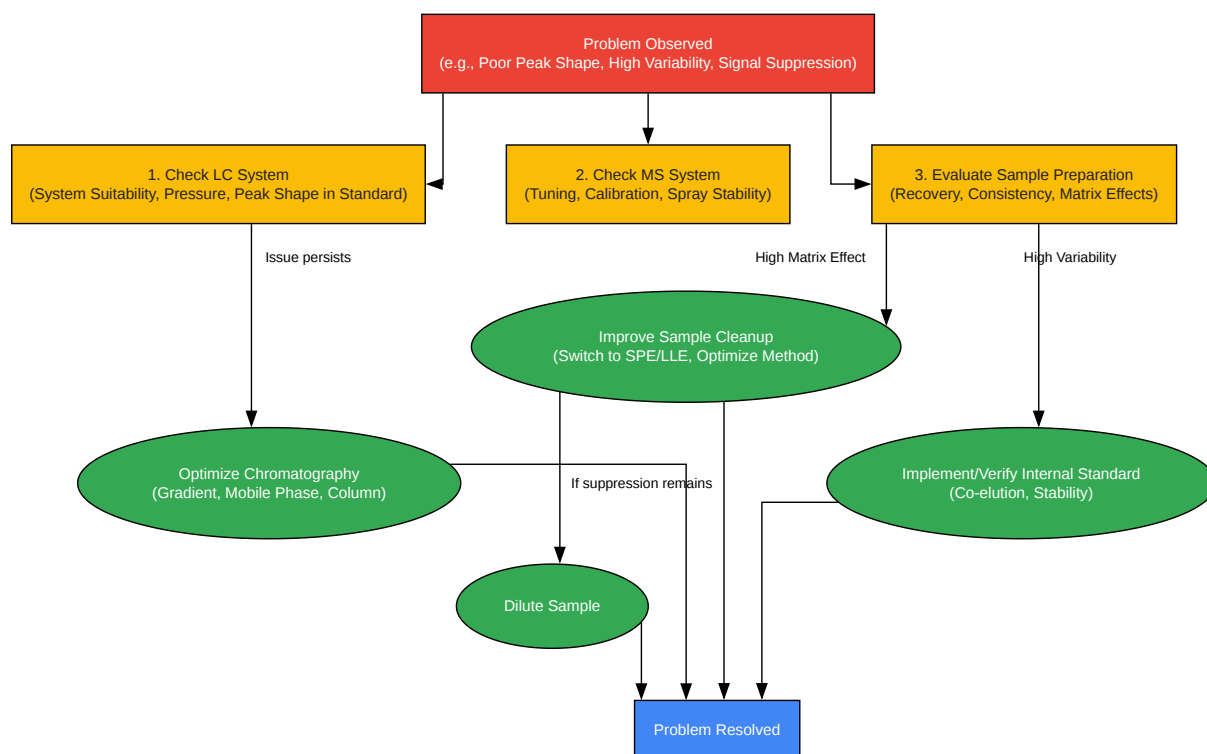 Problem Observed
(e.g., Poor Peak Shape, High Variability, Signal Suppression)
1. Check LC System
(System Suitability, Pressure, Peak Shape in Standard)
2. Check MS System
(Tuning, Calibration, Spray Stability)
3. Evaluate Sample Preparation
(Recovery, Consistency, Matrix Effects)
Issue persists
High Matrix Effect
High Variability
Improve Sample Cleanup
(Switch to SPE/LLE, Optimize Method)
Optimize Chromatography
(Gradient, Mobile Phase, Column)
If suppression remains
Implement/Verify Internal Standard
(Co-elution, Stability)
Dilute Sample
Problem Resolved